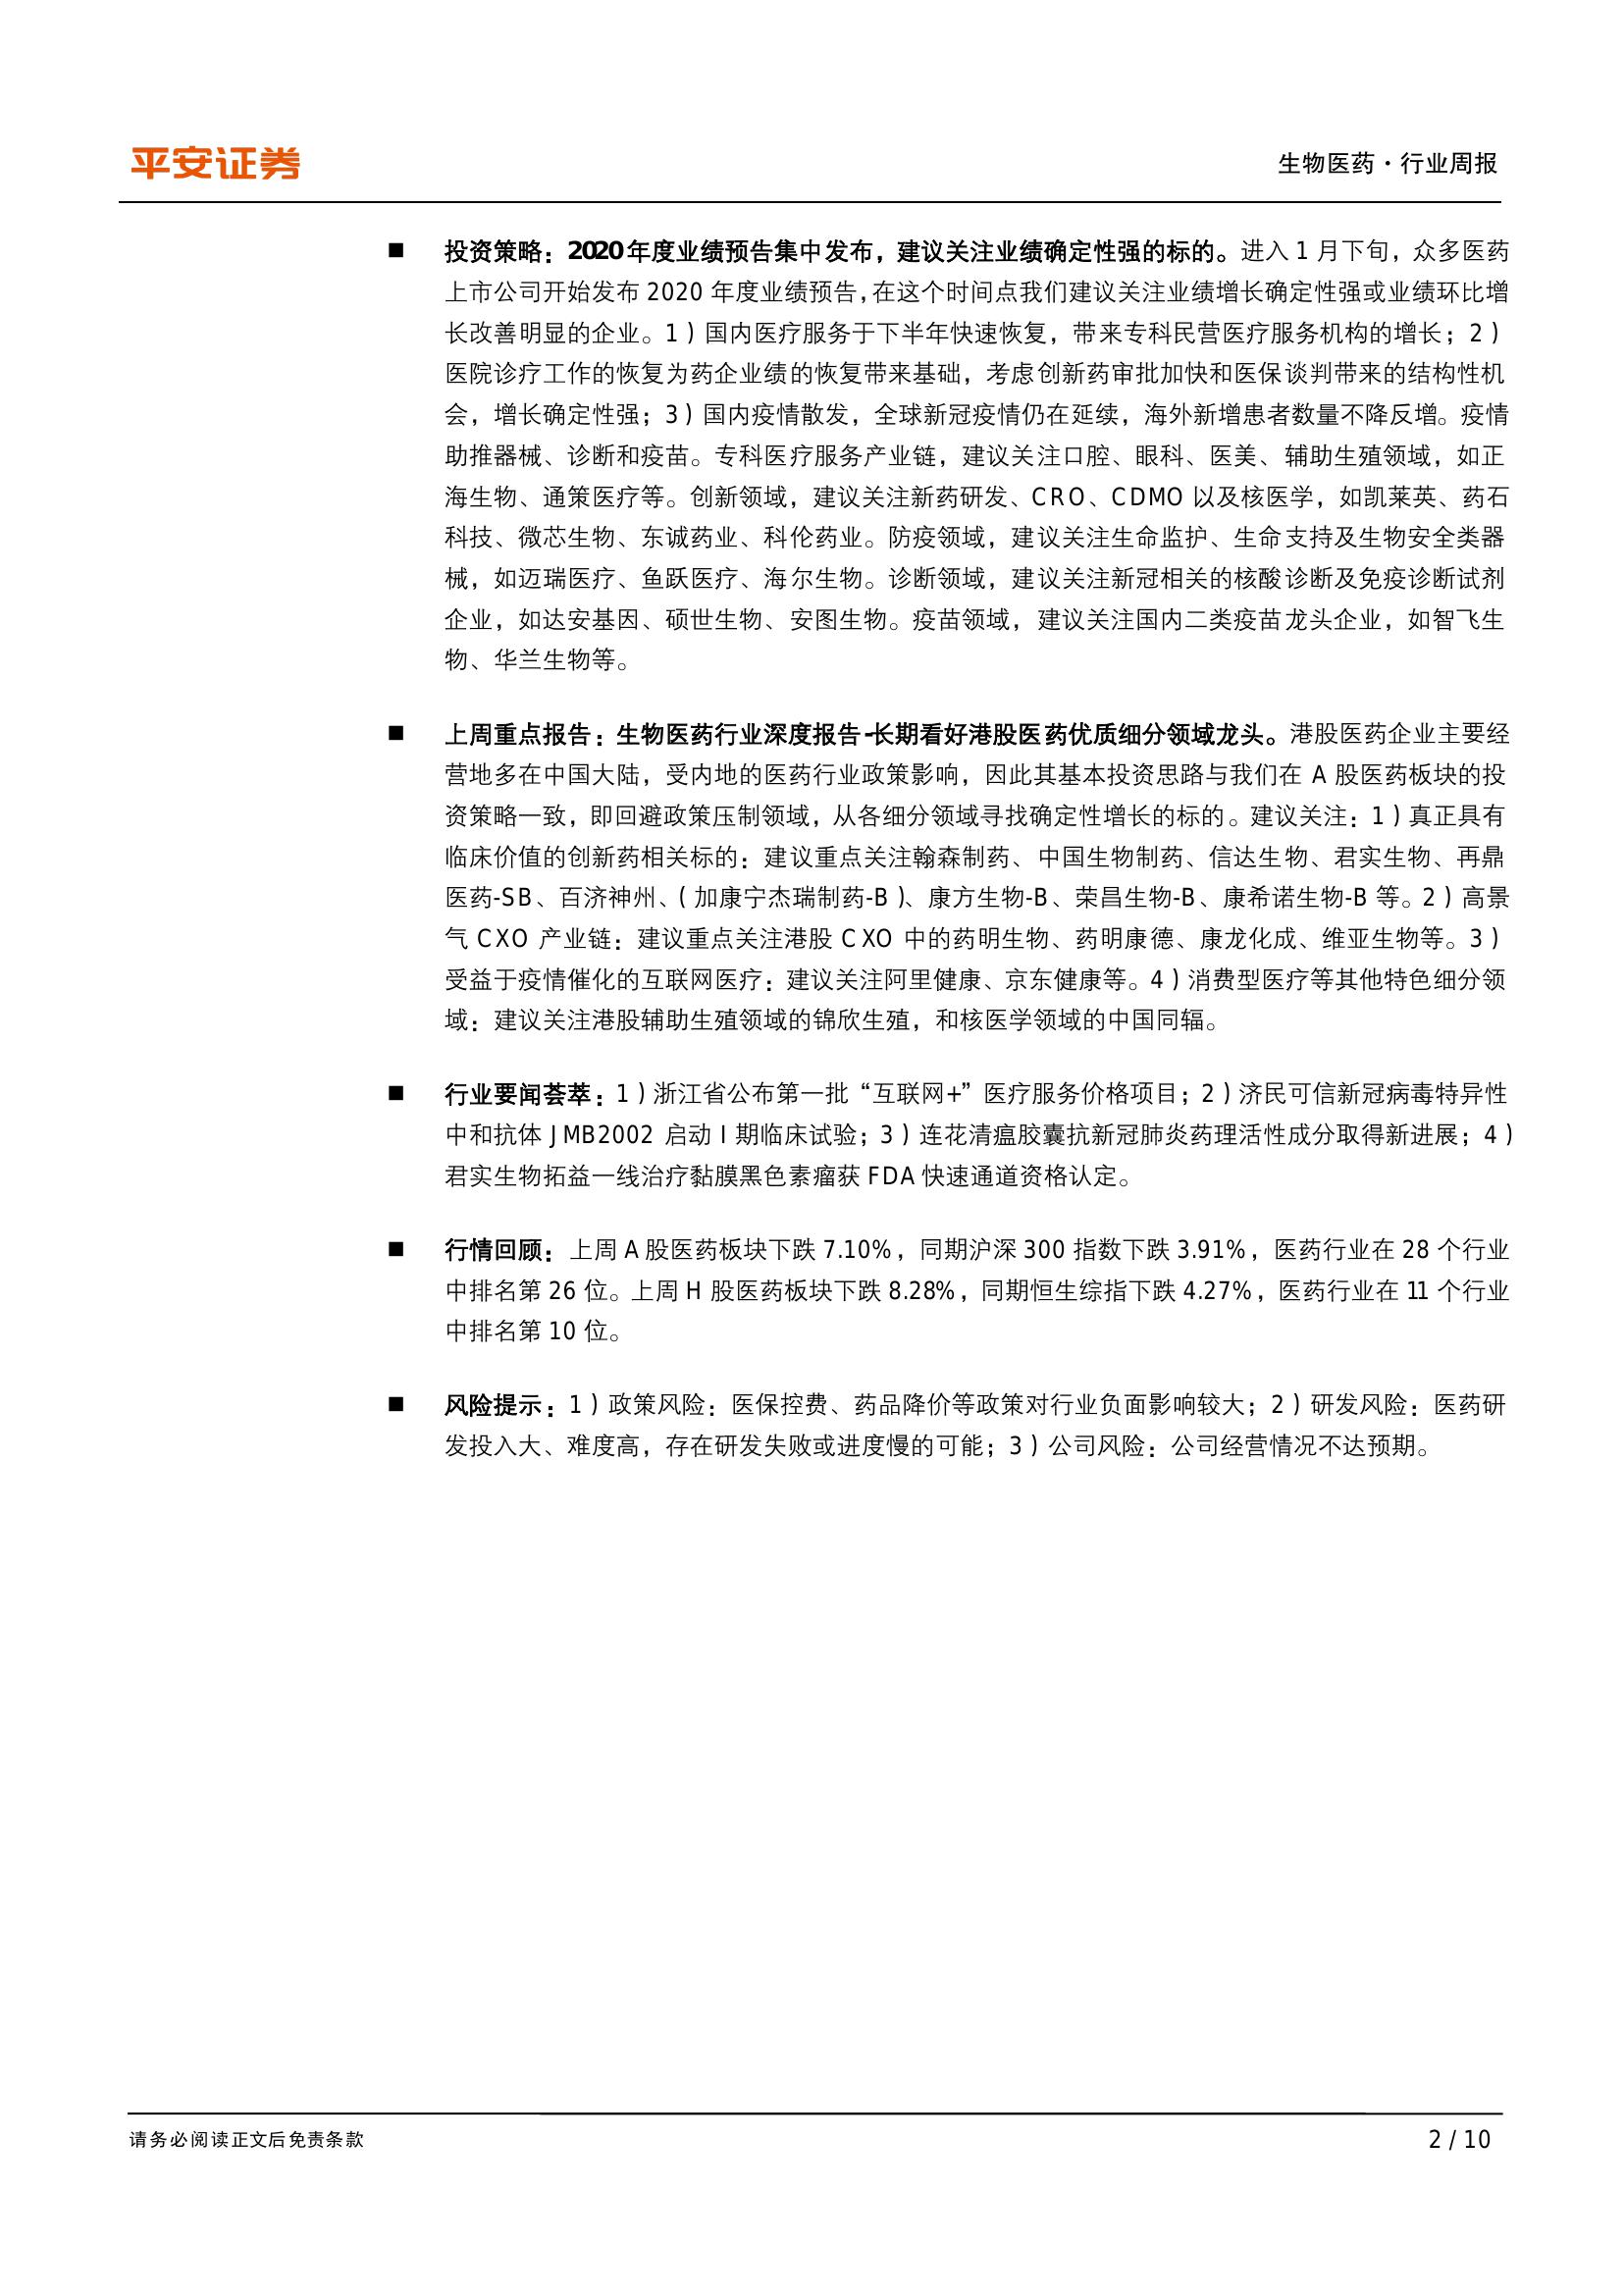 平安证券
生物医药·行业周报
■ 投资策略：2020年度业绩预告集中发布，建议关注业绩确定性强的标的。进入 1 月下旬，众多医药
上市公司开始发布 2020 年度业绩预告，在这个时间点我们建议关注业绩增长确定性强或业绩环比增
长改善明显的企业。1）国内医疗服务于下半年快速恢复，带来专科民营医疗服务机构的增长；2）
医院诊疗工作的恢复为药企业绩的恢复带来基础，考虑创新药审批加快和医保谈判带来的结构性机
会，增长确定性强；3）国内疫情散发，全球新冠疫情仍在延续，海外新增患者数量不降反增。疫情
助推器械、诊断和疫苗。专科医疗服务产业链，建议关注口腔、眼科、医美、辅助生殖领域，如正
海生物、通策医疗等。创新领域，建议关注新药研发、CRO、CDMO 以及核医学，如凯莱英、药石
科技、微芯生物、东诚药业、科伦药业。防疫领域，建议关注生命监护、生命支持及生物安全类器
械，如迈瑞医疗、鱼跃医疗、海尔生物。诊断领域，建议关注新冠相关的核酸诊断及免疫诊断试剂
企业，如达安基因、硕世生物、安图生物。疫苗领域，建议关注国内二类疫苗龙头企业，如智飞生
物、华兰生物等。
■ 上周重点报告：生物医药行业深度报告-长期看好港股医药优质细分领域龙头。港股医药企业主要经
营地多在中国大陆，受内地的医药行业政策影响，因此其基本投资思路与我们在 A 股医药板块的投
资策略一致，即回避政策压制领域，从各细分领域寻找确定性增长的标的。建议关注：1）真正具有
临床价值的创新药相关标的：建议重点关注翰森制药、中国生物制药、信达生物、君实生物、再鼎
医药-SB、百济神州、（加康宁杰瑞制药-B）、康方生物-B、荣昌生物-B、康希诺生物-B 等。2）高景
气 CXO 产业链：建议重点关注港股 CXO 中的药明生物、药明康德、康龙化成、维亚生物等。3）
受益于疫情催化的互联网医疗：建议关注阿里健康、京东健康等。4）消费型医疗等其他特色细分领
域：建议关注港股辅助生殖领域的锦欣生殖，和核医学领域的中国同辐。
■ 行业要闻荟萃：1）浙江省公布第一批“互联网+”医疗服务价格项目；2）济民可信新冠病毒特异性
中和抗体 JMB2002 启动 I 期临床试验；3）连花清瘟胶囊抗新冠肺炎药理活性成分取得新进展；4）
君实生物拓益一线治疗黏膜黑色素瘤获 FDA 快速通道资格认定。
■ 行情回顾：上周 A 股医药板块下跌 7.10%，同期沪深 300 指数下跌 3.91%，医药行业在 28 个行业
中排名第 26 位。上周 H 股医药板块下跌 8.28%，同期恒生综指下跌 4.27%，医药行业在 11 个行业
中排名第 10 位。
■ 风险提示：1）政策风险：医保控费、药品降价等政策对行业负面影响较大；2）研发风险：医药研
发投入大、难度高，存在研发失败或进度慢的可能；3）公司风险：公司经营情况不达预期。
请务必阅读正文后免责条款
2 / 10